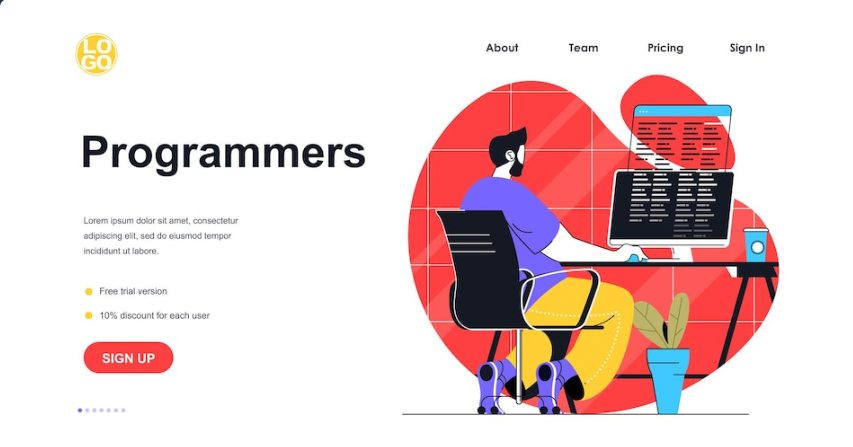 LO
GO
About Team Pricing Sign In
Programmers
Lorem ipsum dolor sit amet, consectetur
adipiscing elit, sed do eiusmod tempor
incididunt ut labore.
Free trial version
10% discount for each user
SIGN UP